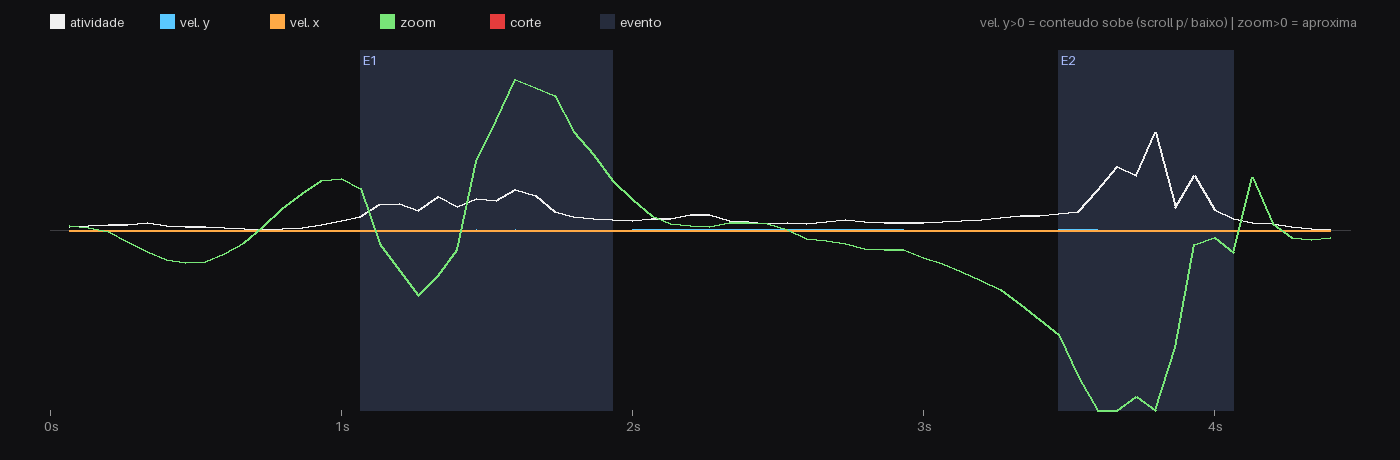 atividade vel. y vel. x zoom corte evento vel. y>0 = conteudo sobe (scroll p/ baixo) | zoom>0 = aproxima
E1 E2
0s 1s 2s 3s 4s